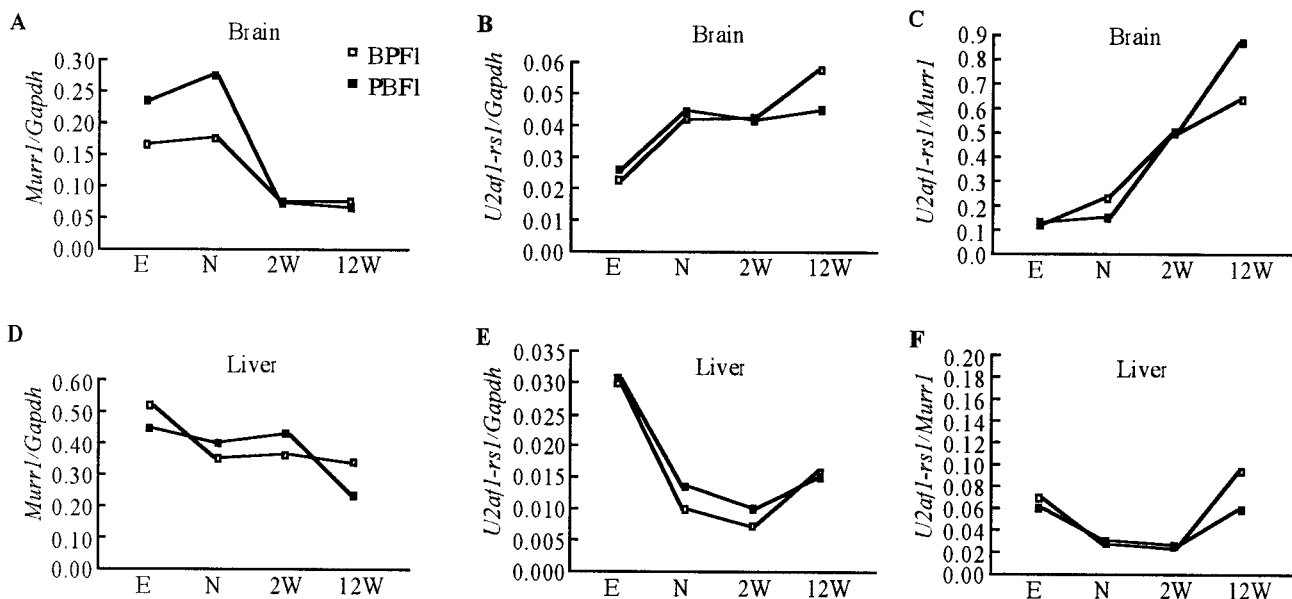 A
Brain
BPF1
PBF1
Murr1/Gapdh
0.30
0.25
0.20
0.15
0.10
0.05
0.00
E N 2W 12W
B
Brain
U2af1-rs1/Gapdh
0.06
0.05
0.04
0.03
0.02
0.01
0.00
E N 2W 12W
C
Brain
U2af1-rs1/Murr1
0.9
0.8
0.7
0.6
0.5
0.4
0.3
0.2
0.1
0
E N 2W 12W
D
Liver
Murr1/Gapdh
0.60
0.50
0.40
0.30
0.20
0.10
0.00
E N 2W 12W
E
Liver
U2af1-rs1/Gapdh
0.035
0.030
0.025
0.020
0.015
0.010
0.005
0.000
E N 2W 12W
F
Liver
U2af1-rs1/Murr1
0.20
0.18
0.16
0.14
0.12
0.10
0.08
0.06
0.04
0.02
0.00
E N 2W 12W